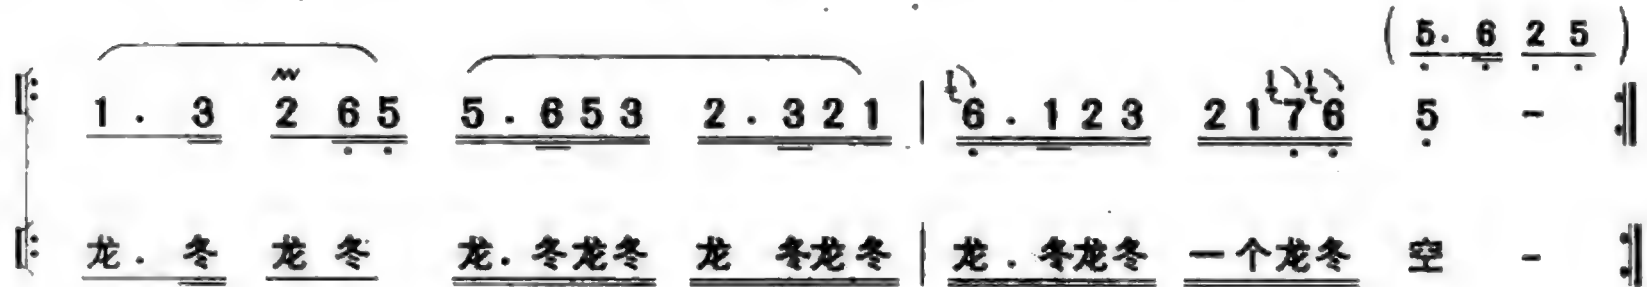 ( 5. 6 2 5 )
1 . 3 2 6 5 5 . 6 5 3 2 . 3 2 1 | 6 . 1 2 3 2 1 7 6 5 -
龙 . 冬 龙 冬 龙 . 冬 龙 冬 龙 冬 龙 冬 | 龙 . 冬 龙 冬 一 个 龙 冬 空 -